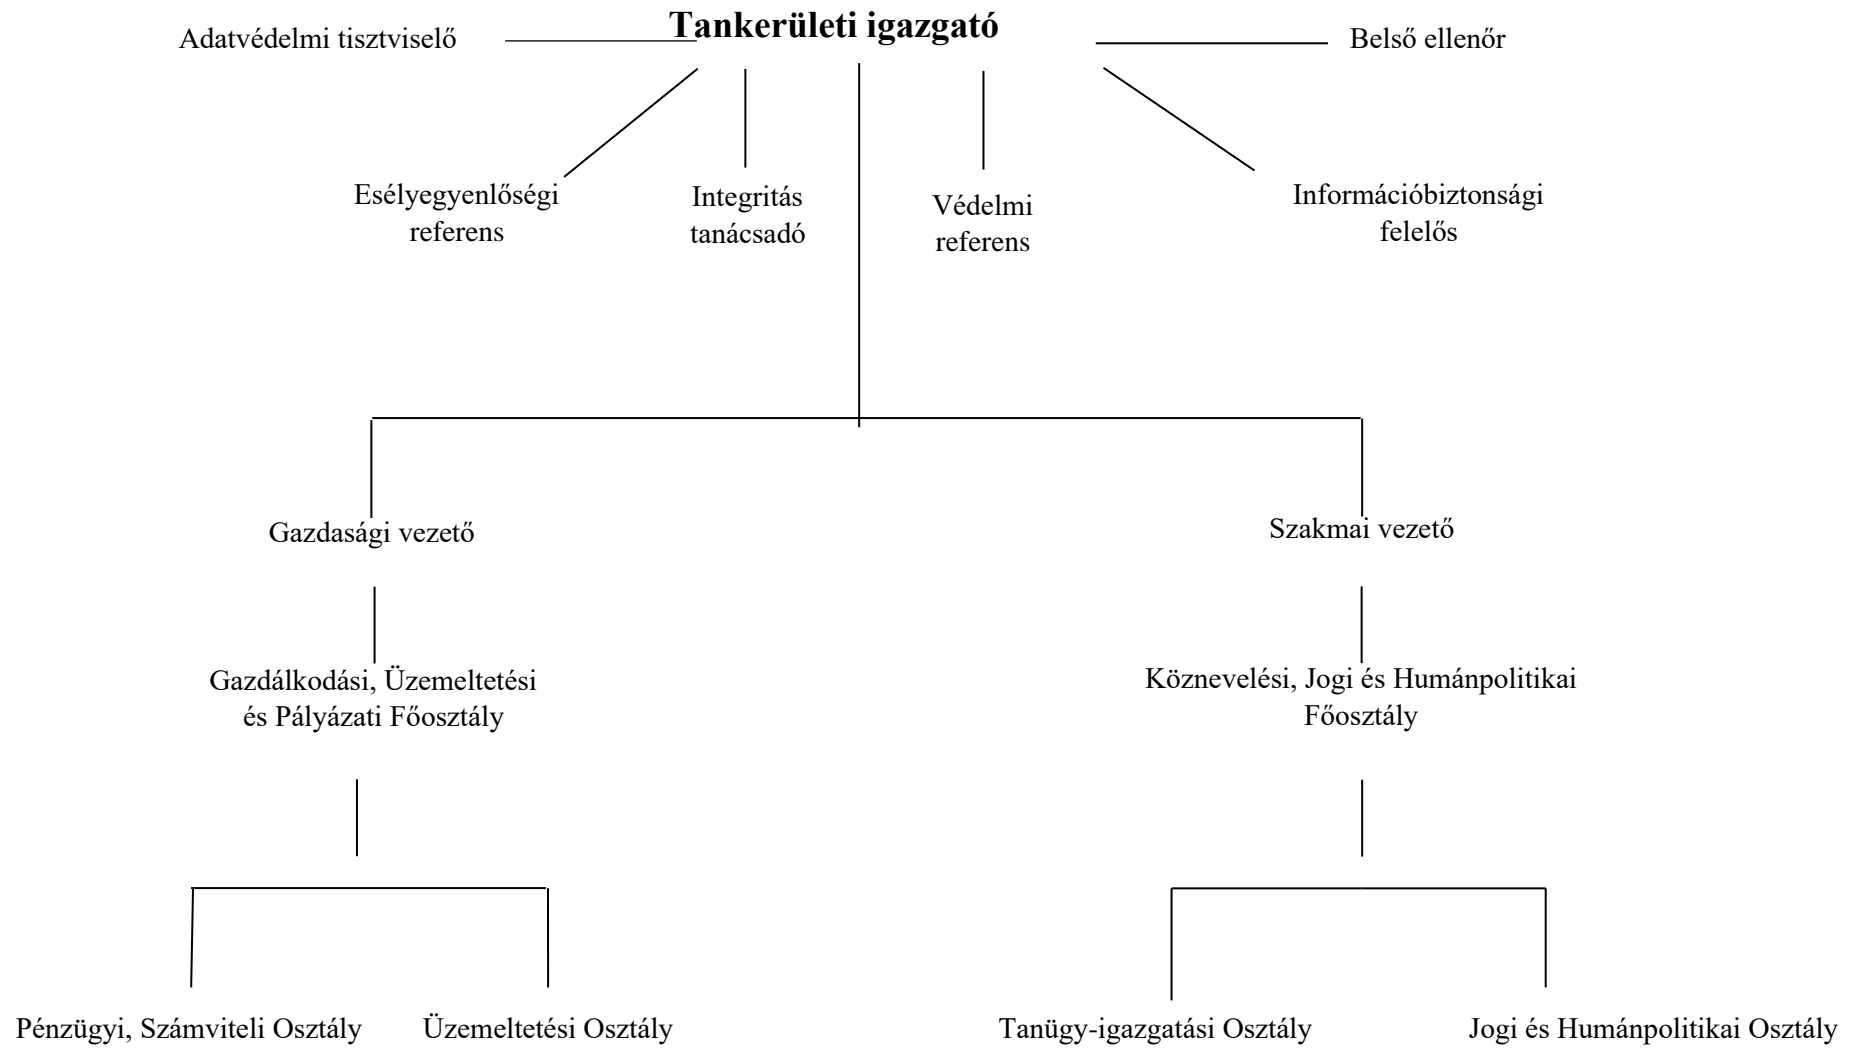 Tankerületi igazgató
Adatvédelmi tisztviselő
Belső ellenőr
Esélyegyenlőségi
referens
Integritás
tanácsadó
Védelmi
referens
Információbiztonsági
felelős
Gazdasági vezető
Szakmai vezető
Gazdálkodási, Üzemeltetési
és Pályázati Főosztály
Köznevelési, Jogi és Humánpolitikai
Főosztály
Pénzügyi, Számviteli Osztály
Üzemeltetési Osztály
Tanügy-igazgatási Osztály
Jogi és Humánpolitikai Osztály